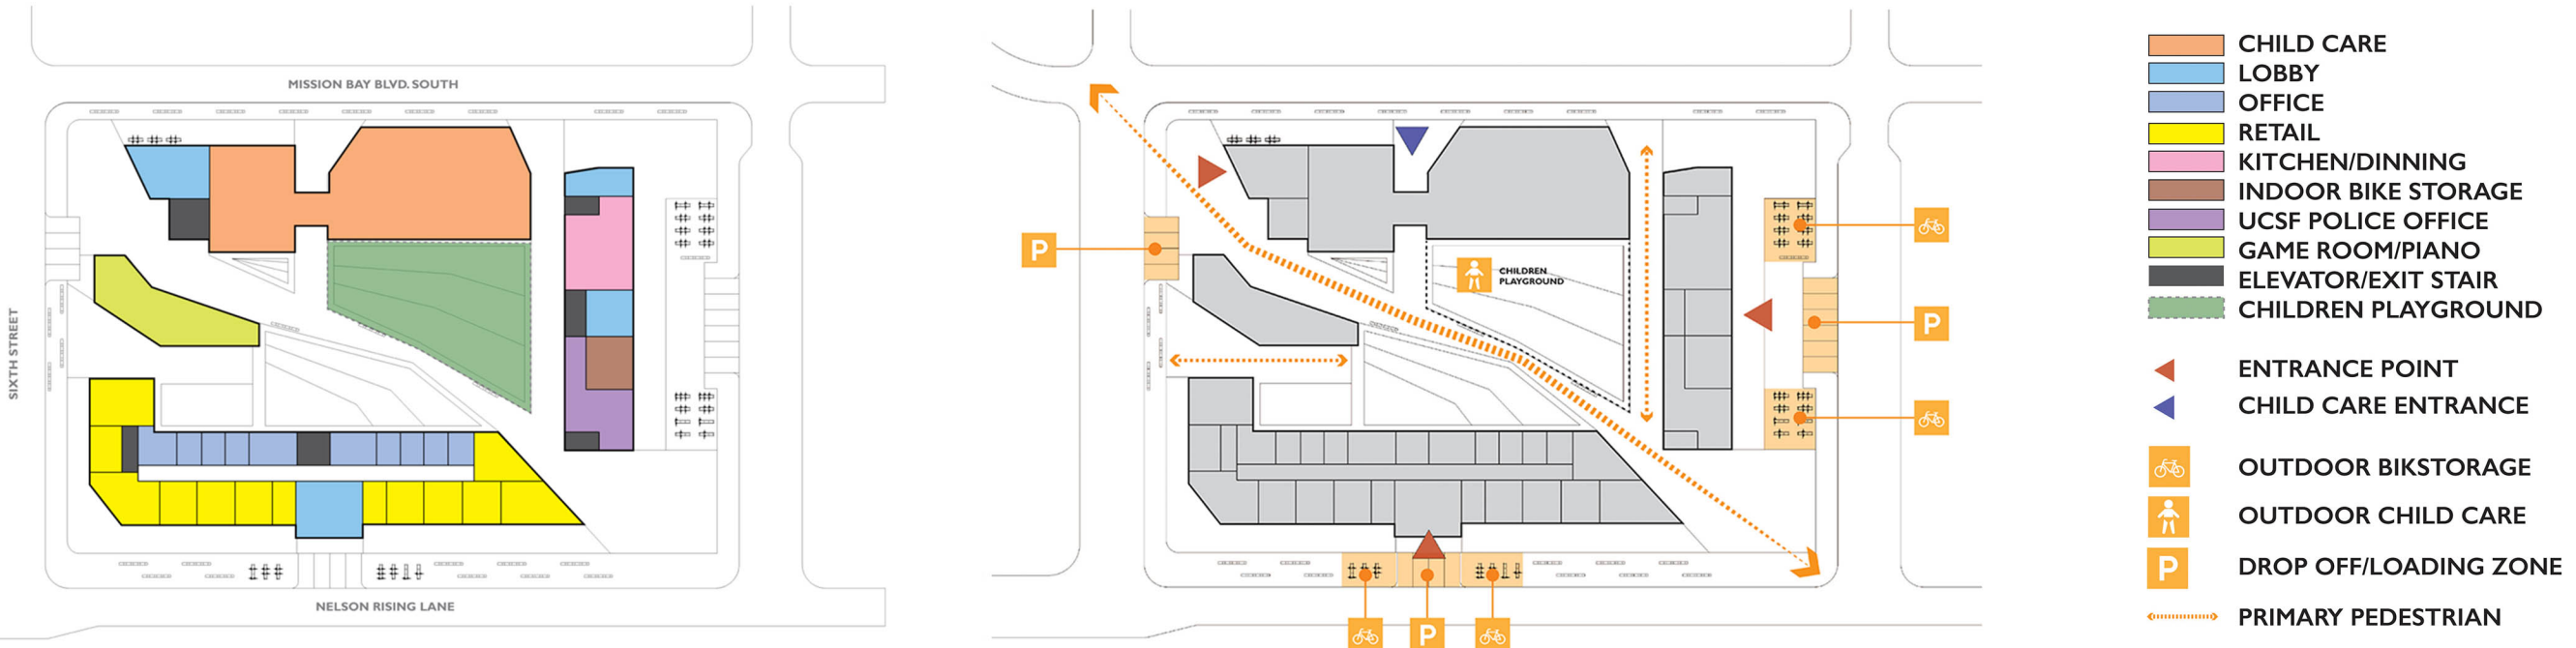 MISSION BAY BLVD. SOUTH
SIXTH STREET
NELSON RISING LANE
P
CHILDREN
PLAYGROUND
P
P
CHILD CARE
LOBBY
OFFICE
RETAIL
KITCHEN/DINNING
INDOOR BIKE STORAGE
UCSF POLICE OFFICE
GAME ROOM/PIANO
ELEVATOR/EXIT STAIR
CHILDREN PLAYGROUND
ENTRANCE POINT
CHILD CARE ENTRANCE
OUTDOOR BIKSTORAGE
OUTDOOR CHILD CARE
P DROP OFF/LOADING ZONE
PRIMARY PEDESTRIAN